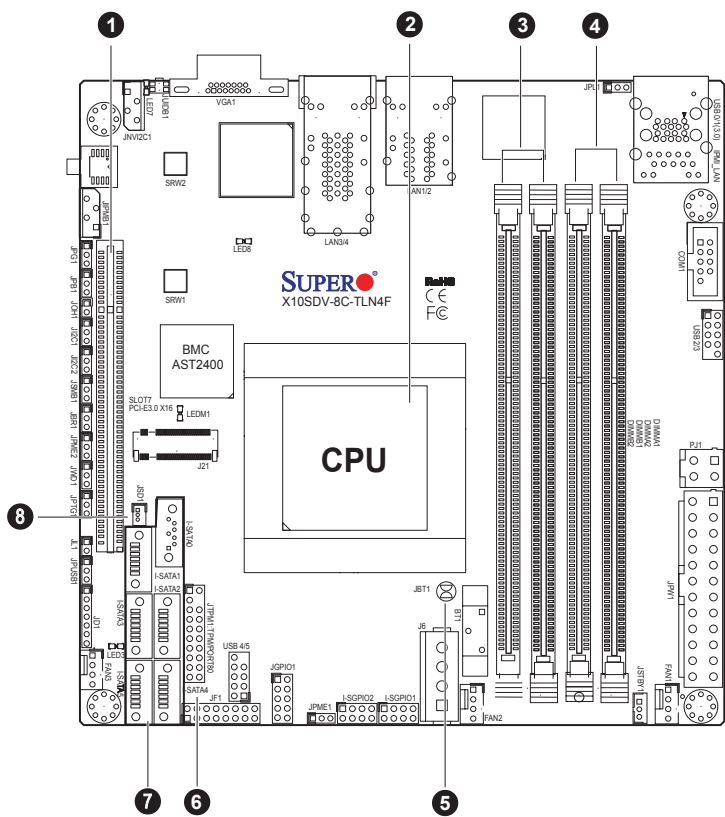 1
2
3
4
JPL1
USB0/1(3.0)
IPMI_LAN
LED7
JUIDB1
VGA1
JNVI2C1
LAN1/2
LAN3/4
SRW2
JPMB1
LED8
COM1
JPG1
JPB1
JOH1
JI2C1
JI2C2
JSMB1
JBR1
JPME2
JWD1
JPTG1
SRW1
SUPER
X10SDV-8C-TLN4F
RoHS
CE
FC
USB 2/3
BMC
AST2400
SLOT7
PCI-E3.0 X16
LEDM1
CPU
DIMMA1
DIMMA2
DIMMB1
DIMMB2
PJ1
J21
8
JSD1
I-SATA0
JL1
JPUSB1
JD1
I-SATA1
I-SATA2
I-SATA3
JTPM1:TPM/PORT80
JBT1
BT1
JPW1
LED3
FAN3
USB 4/5
J6
I-SATA4
JF1
JGPIO1
JPME1
I-SGPIO2
I-SGPIO1
FAN2
JSTBY1
FAN1
7
6
5